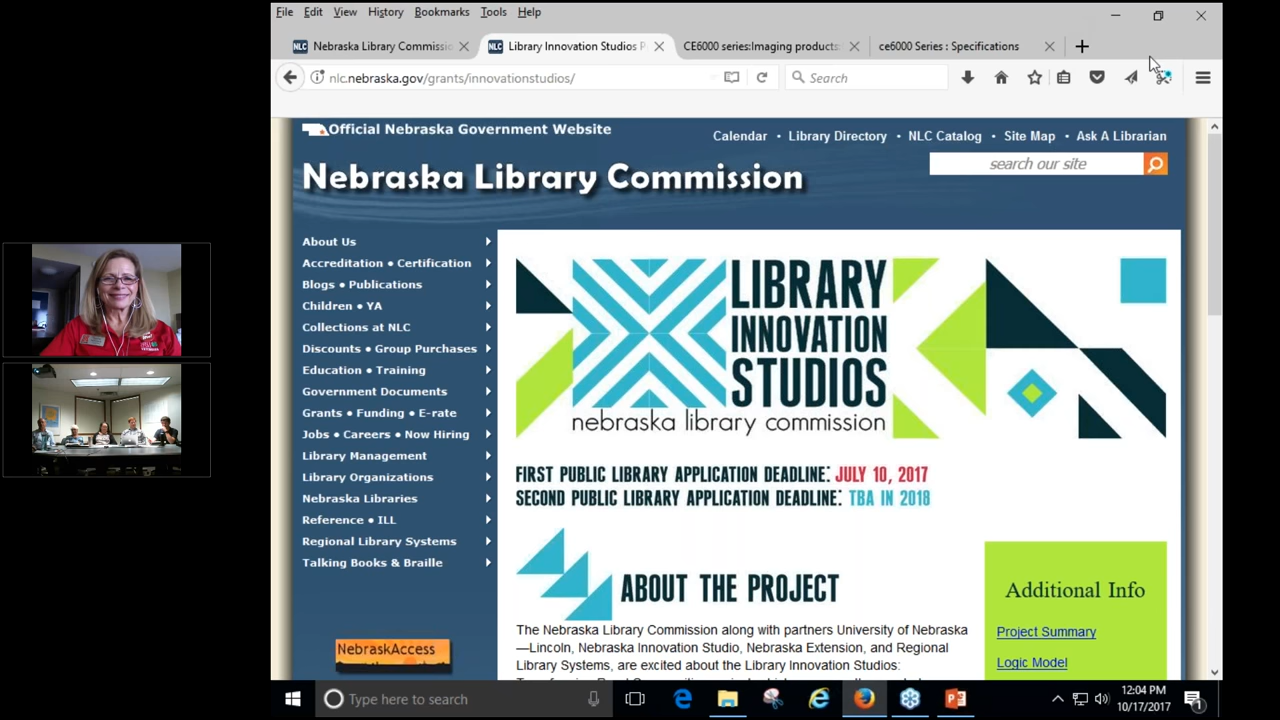 File Edit View History Bookmarks Tools Help
NLC Nebraska Library Commissio
NLC Library Innovation Studios P
CE6000 series:Imaging products:
ce6000 Series : Specifications
nlc.nebraska.gov/grants/innovationstudios/
Search
Official Nebraska Government Website
Calendar • Library Directory • NLC Catalog • Site Map • Ask A Librarian
Nebraska Library Commission
search our site
About Us
Accreditation • Certification
Blogs • Publications
Children • YA
Collections at NLC
Discounts • Group Purchases
Education • Training
Government Documents
Grants • Funding • E-rate
Jobs • Careers • Now Hiring
Library Management
Library Organizations
Nebraska Libraries
Reference • ILL
Regional Library Systems
Talking Books & Braille
NebraskAccess
LIBRARY
INNOVATION
STUDIOS
nebraska library commission
FIRST PUBLIC LIBRARY APPLICATION DEADLINE: JULY 10, 2017
SECOND PUBLIC LIBRARY APPLICATION DEADLINE: TBA IN 2018
ABOUT THE PROJECT
The Nebraska Library Commission along with partners University of Nebraska
—Lincoln, Nebraska Innovation Studio, Nebraska Extension, and Regional
Library Systems, are excited about the Library Innovation Studios:
Additional Info
Project Summary
Logic Model
Type here to search
12:04 PM
10/17/2017
1